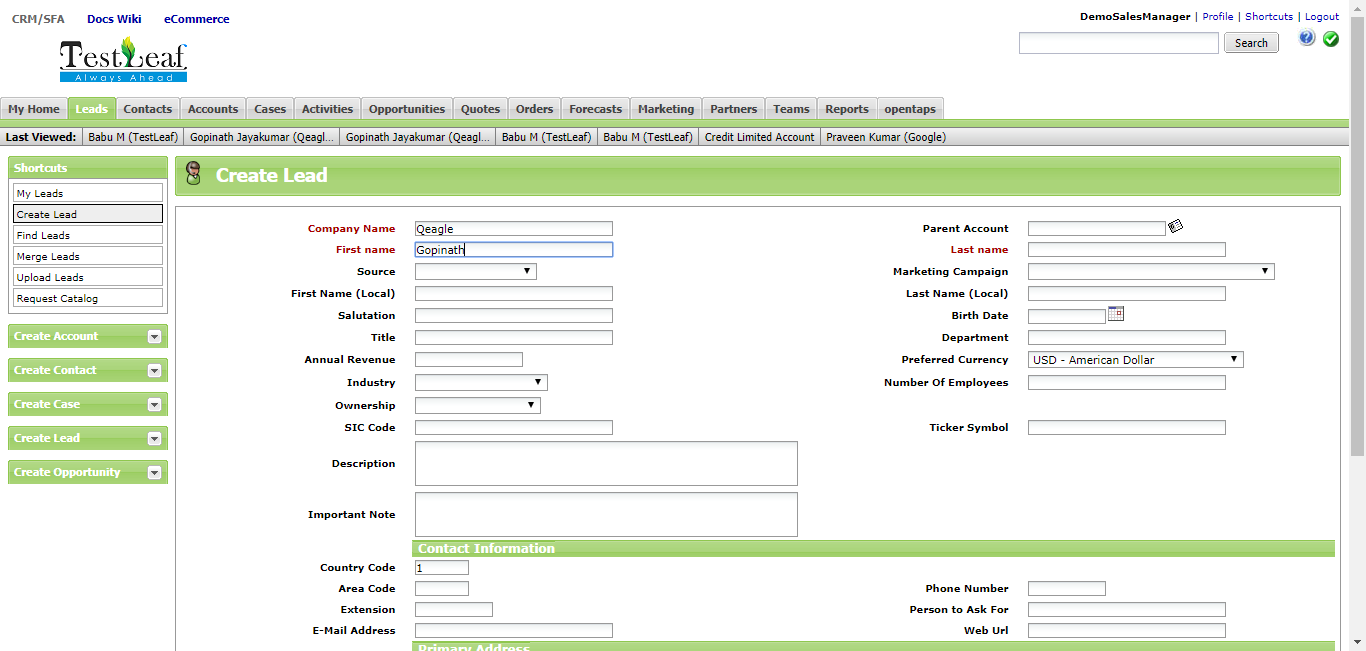 CRM/SFA Docs Wiki eCommerce
DemoSalesManager | Profile | Shortcuts | Logout
TestLeaf
Always Ahead
Search
My Home Leads Contacts Accounts Cases Activities Opportunities Quotes Orders Forecasts Marketing Partners Teams Reports opentaps
Last Viewed: Babu M (TestLeaf) Gopinath Jayakumar (Qeagl... Gopinath Jayakumar (Qeagl... Babu M (TestLeaf) Babu M (TestLeaf) Credit Limited Account Praveen Kumar (Google)
Shortcuts
My Leads
Create Lead
Find Leads
Merge Leads
Upload Leads
Request Catalog
Create Account
Create Contact
Create Case
Create Lead
Create Opportunity
Create Lead
Company Name Qeagle Parent Account
First name Gopinath Last name
Source Marketing Campaign
First Name (Local) Last Name (Local)
Salutation Birth Date
Title Department
Annual Revenue Preferred Currency USD - American Dollar
Industry Number Of Employees
Ownership
SIC Code Ticker Symbol
Description
Important Note
Contact Information
Country Code 1
Area Code Phone Number
Extension Person to Ask For
E-Mail Address Web Url
Primary Address